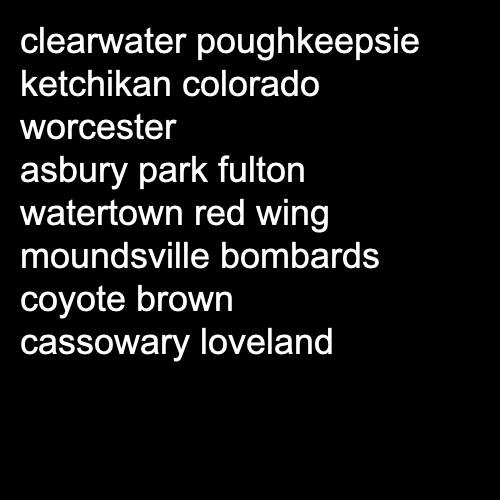 clearwater poughkeepsie
ketchikan colorado
worcester
asbury park fulton
watertown red wing
moundsville bombards
coyote brown
cassowary loveland